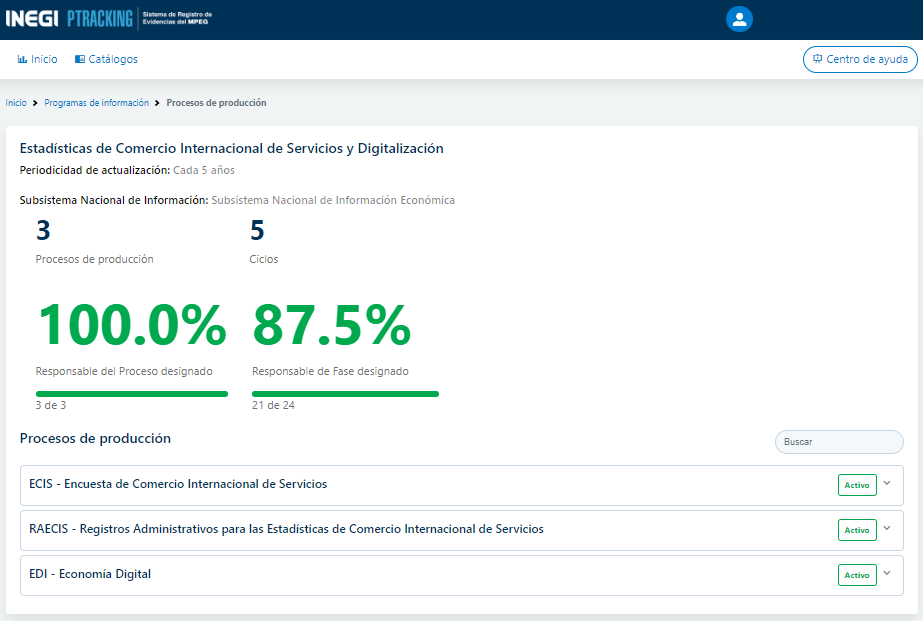 INEGI PTRACKING Sistema de Registro de
Evidencias del MPEG
Inicio Catálogos Centro de ayuda
Inicio > Programas de información > Procesos de producción
Estadísticas de Comercio Internacional de Servicios y Digitalización
Periodicidad de actualización: Cada 5 años
Subsistema Nacional de Información: Subsistema Nacional de Información Económica
3 5
Procesos de producción Ciclos
100.0% 87.5%
Responsable del Proceso designado Responsable de Fase designado
3 de 3 21 de 24
Procesos de producción Buscar
ECIS - Encuesta de Comercio Internacional de Servicios Activo
RAECIS - Registros Administrativos para las Estadísticas de Comercio Internacional de Servicios Activo
EDI - Economía Digital Activo